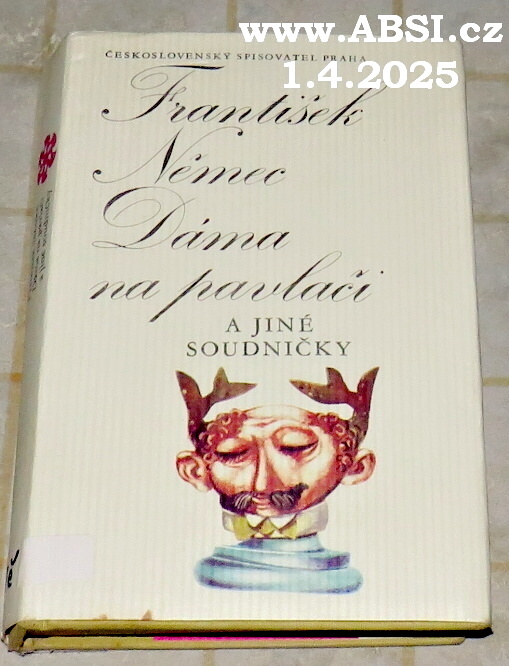 www.ABSI.cz
ČESKOSLOVENSKÝ SPISOVATEL PRAHA
1.4.2025
František
Němec
Dáma
na pavlači
A JINÉ
SOUDNIČKY